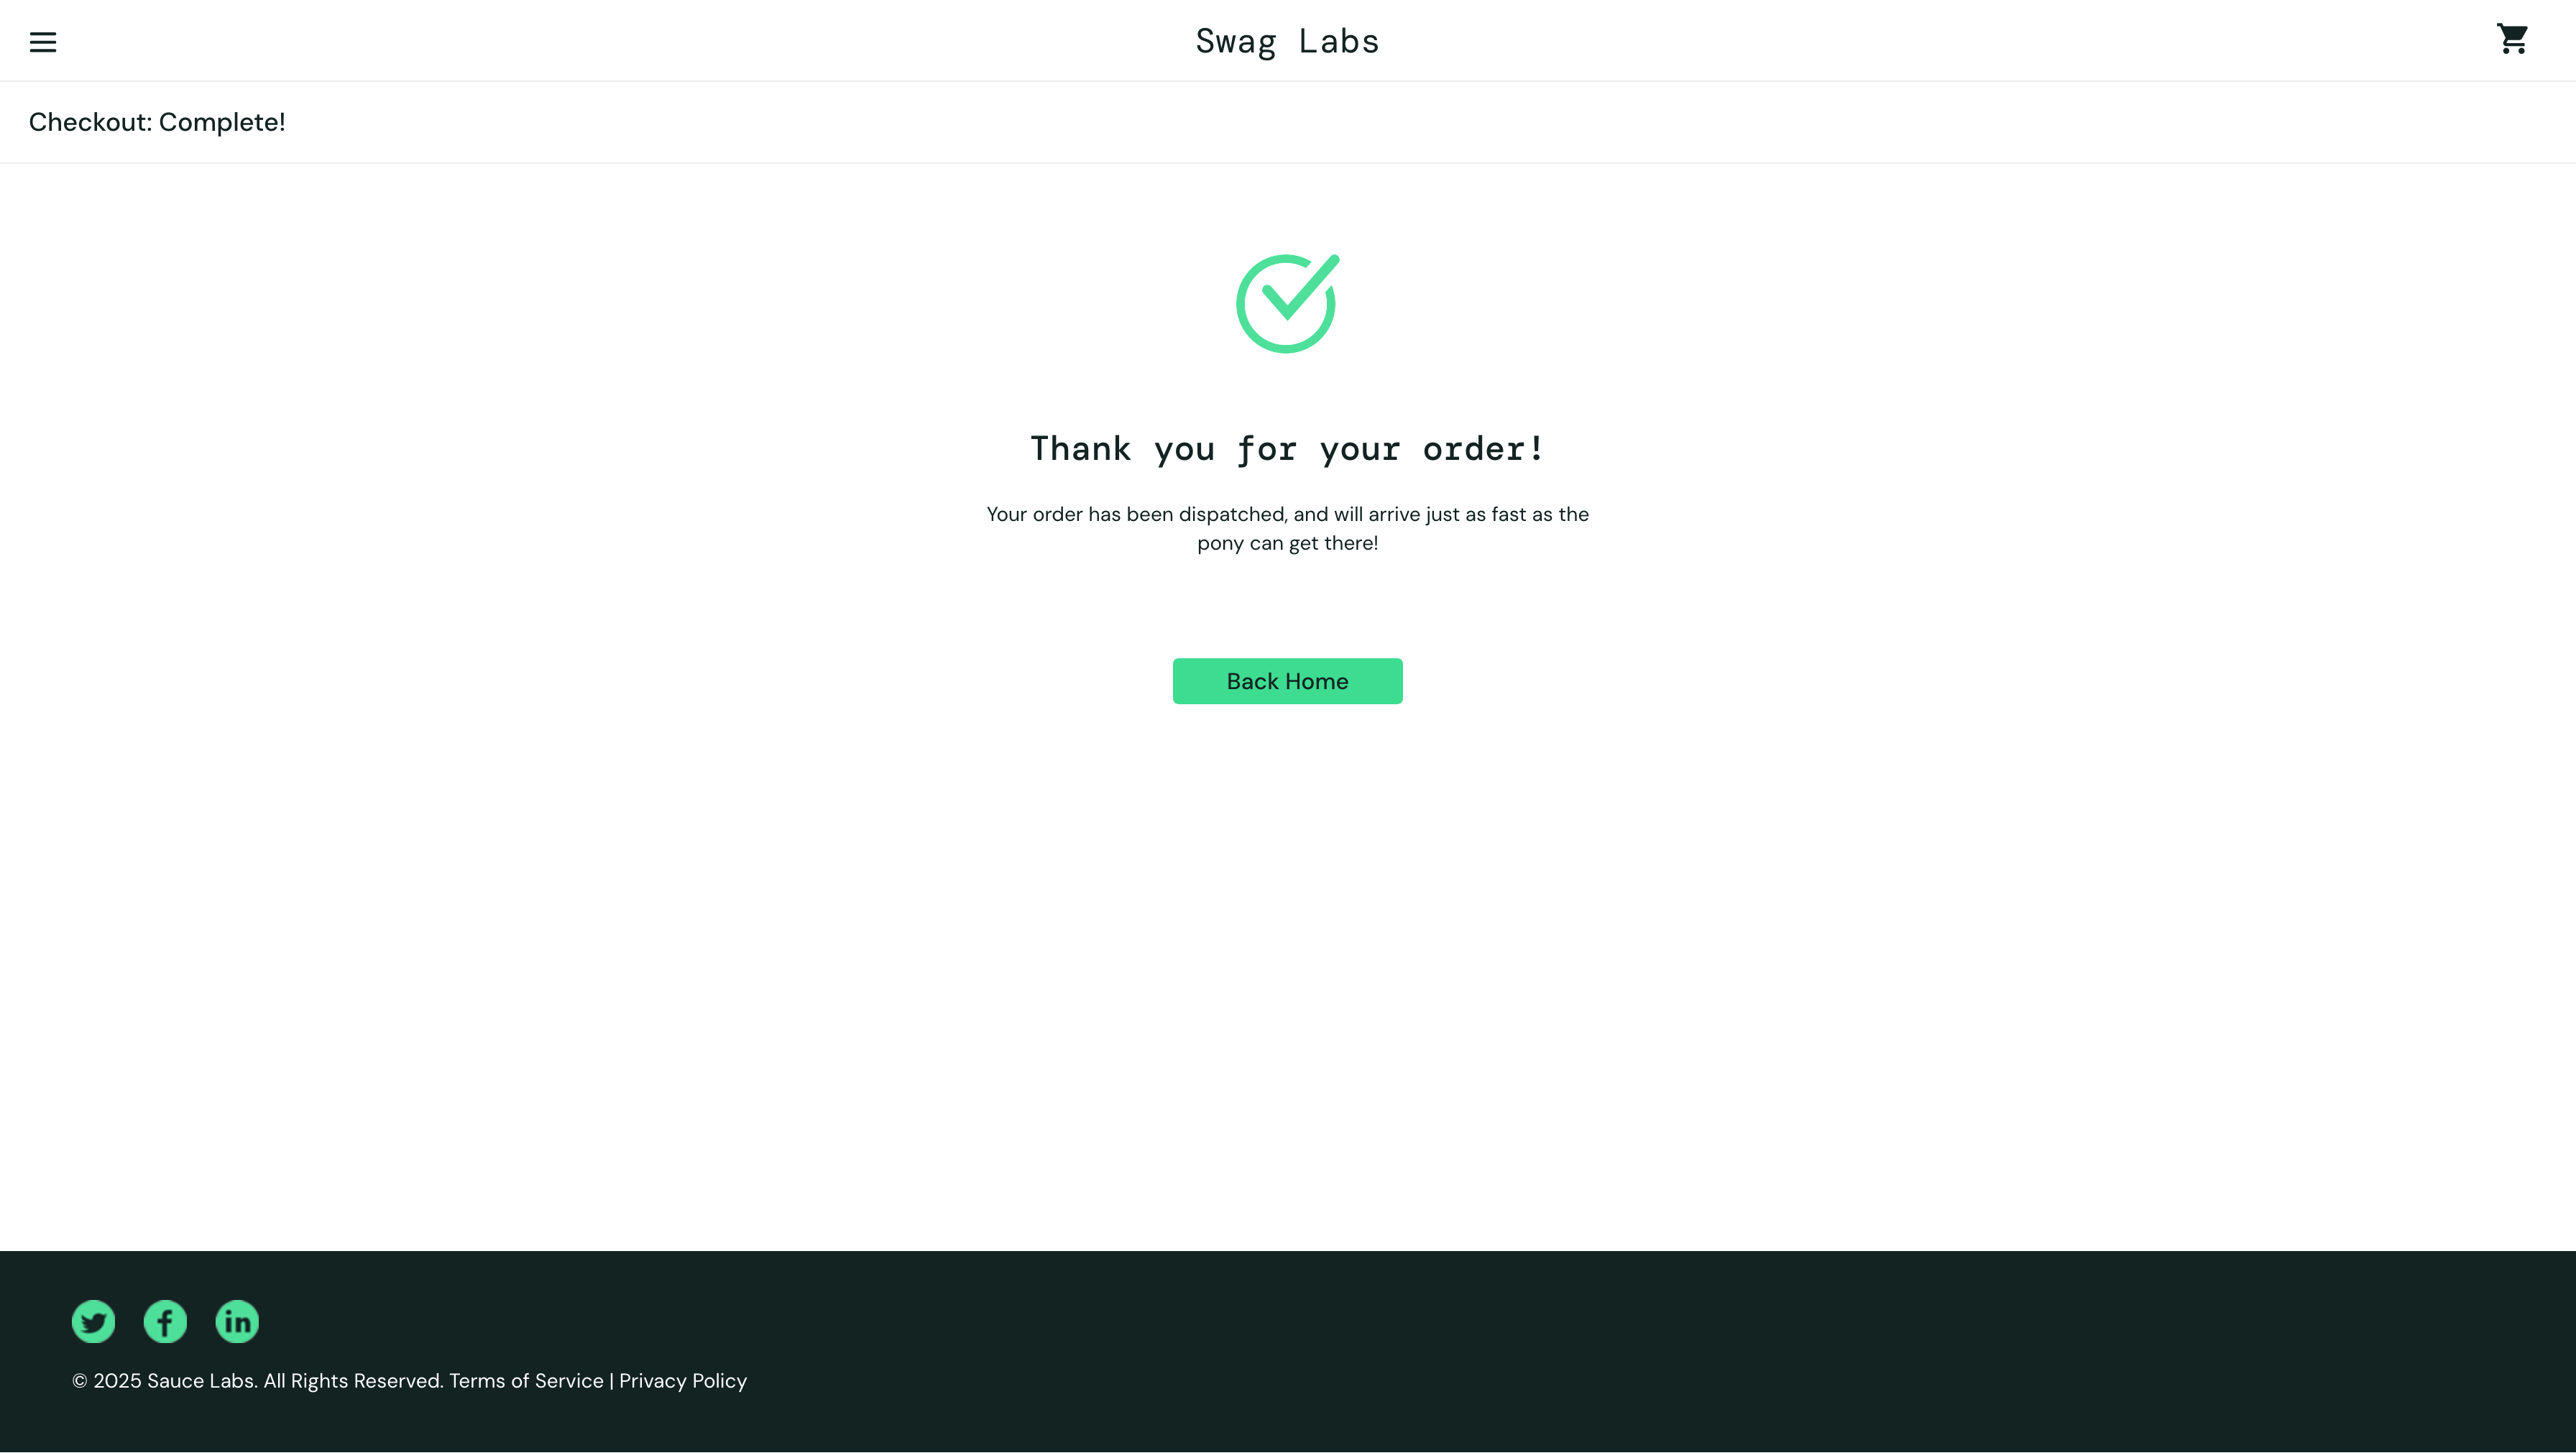 Swag Labs
Checkout: Complete!
Thank you for your order!
Your order has been dispatched, and will arrive just as fast as the
pony can get there!
Back Home
© 2025 Sauce Labs. All Rights Reserved. Terms of Service | Privacy Policy